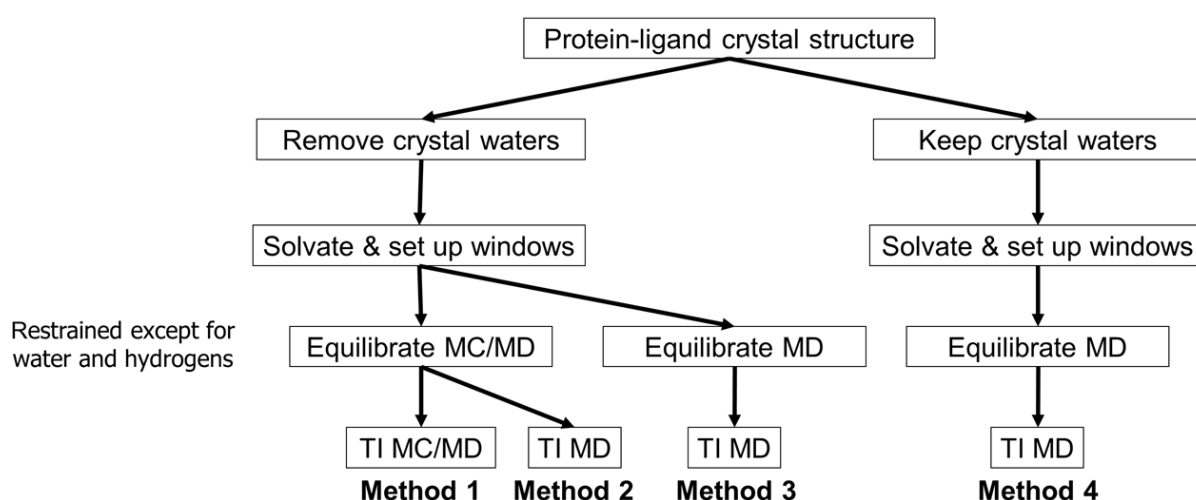 Protein-ligand crystal structure
Remove crystal waters
Keep crystal waters
Solvate & set up windows
Solvate & set up windows
Restrained except for
water and hydrogens
Equilibrate MC/MD
Equilibrate MD
Equilibrate MD
TI MC/MD
TI MD
TI MD
TI MD
Method 1
Method 2
Method 3
Method 4